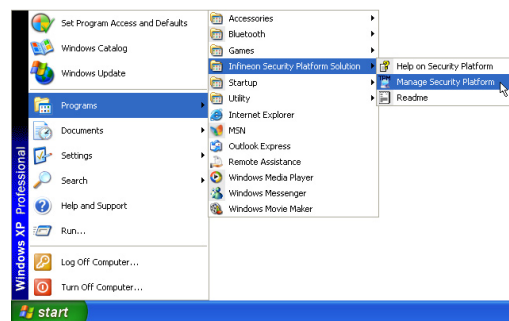 Set Program Access and Defaults
Windows Catalog
Windows Update
Programs
Documents
Settings
Search
Help and Support
Run...
Log Off Computer...
Turn Off Computer...
Windows XP Professional
start
Accessories
Bluetooth
Games
Infineon Security Platform Solution
Startup
Utility
Internet Explorer
MSN
Outlook Express
Remote Assistance
Windows Media Player
Windows Messenger
Windows Movie Maker
Help on Security Platform
Manage Security Platform
Readme